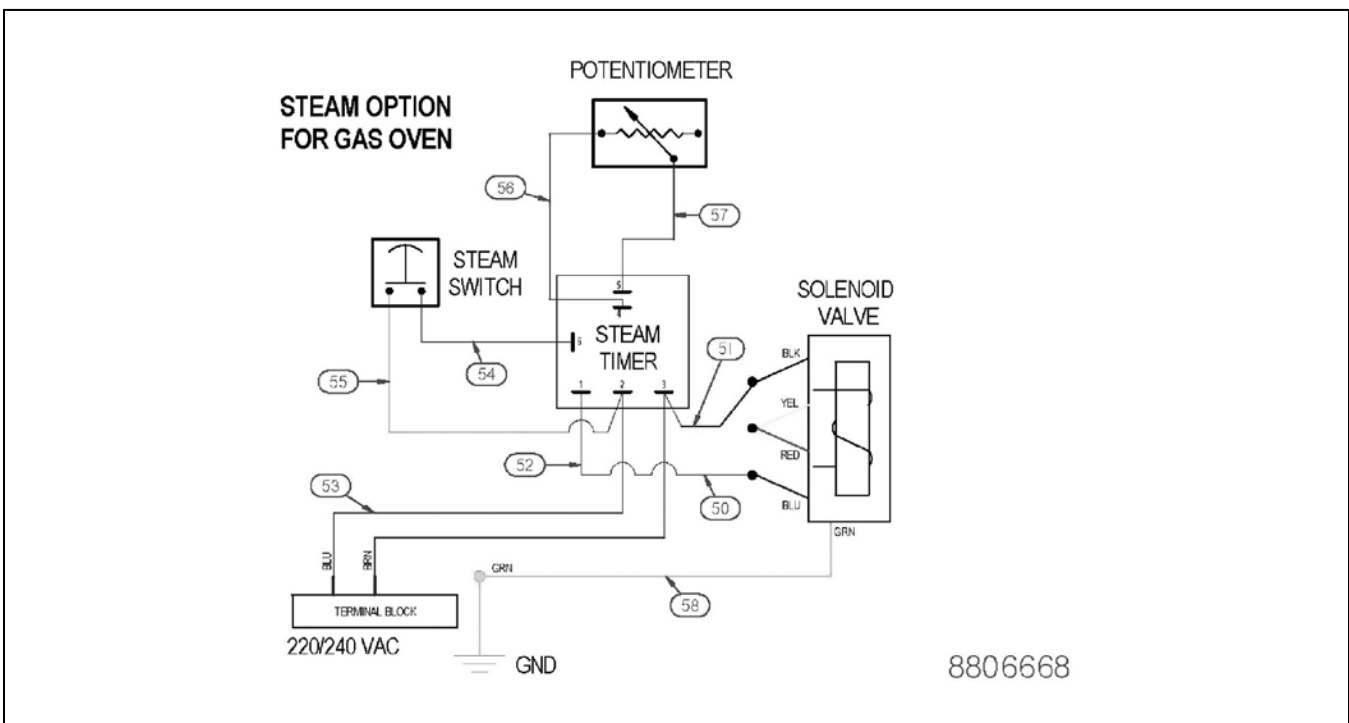 POTENTIOMETER
STEAM OPTION
FOR GAS OVEN
56
57
STEAM
SWITCH
SOLENOID
VALVE
5
4
6
STEAM
TIMER
51
BLK
54
55
1
2
3
YEL
RED
52
53
50
BLU
GRN
BLU
BRN
GRN
58
TERMINAL BLOCK
220/240 VAC
GND
8806668